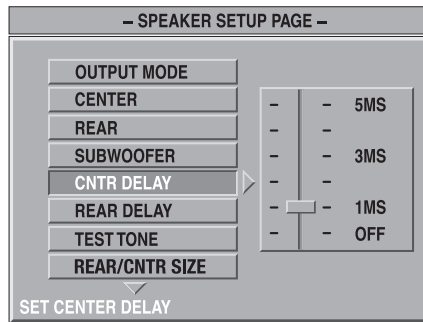 – SPEAKER SETUP PAGE –
OUTPUT MODE
CENTER
REAR
SUBWOOFER
CNTR DELAY
REAR DELAY
TEST TONE
REAR/CNTR SIZE
5MS
3MS
1MS
OFF
SET CENTER DELAY